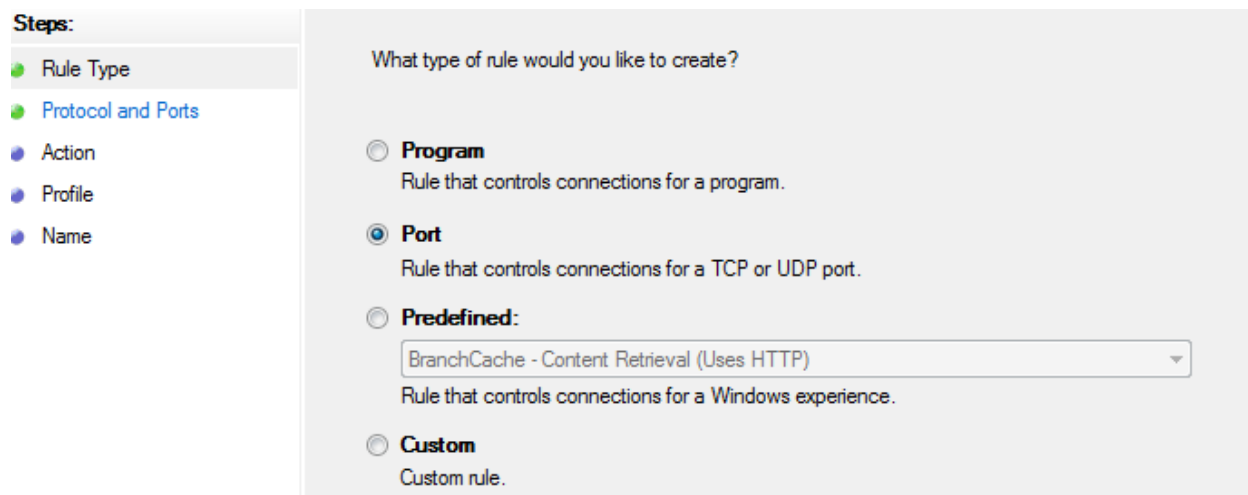 Steps:
Rule Type
Protocol and Ports
Action
Profile
Name
What type of rule would you like to create?
Program
Rule that controls connections for a program.
Port
Rule that controls connections for a TCP or UDP port.
Predefined:
BranchCache - Content Retrieval (Uses HTTP)
Rule that controls connections for a Windows experience.
Custom
Custom rule.